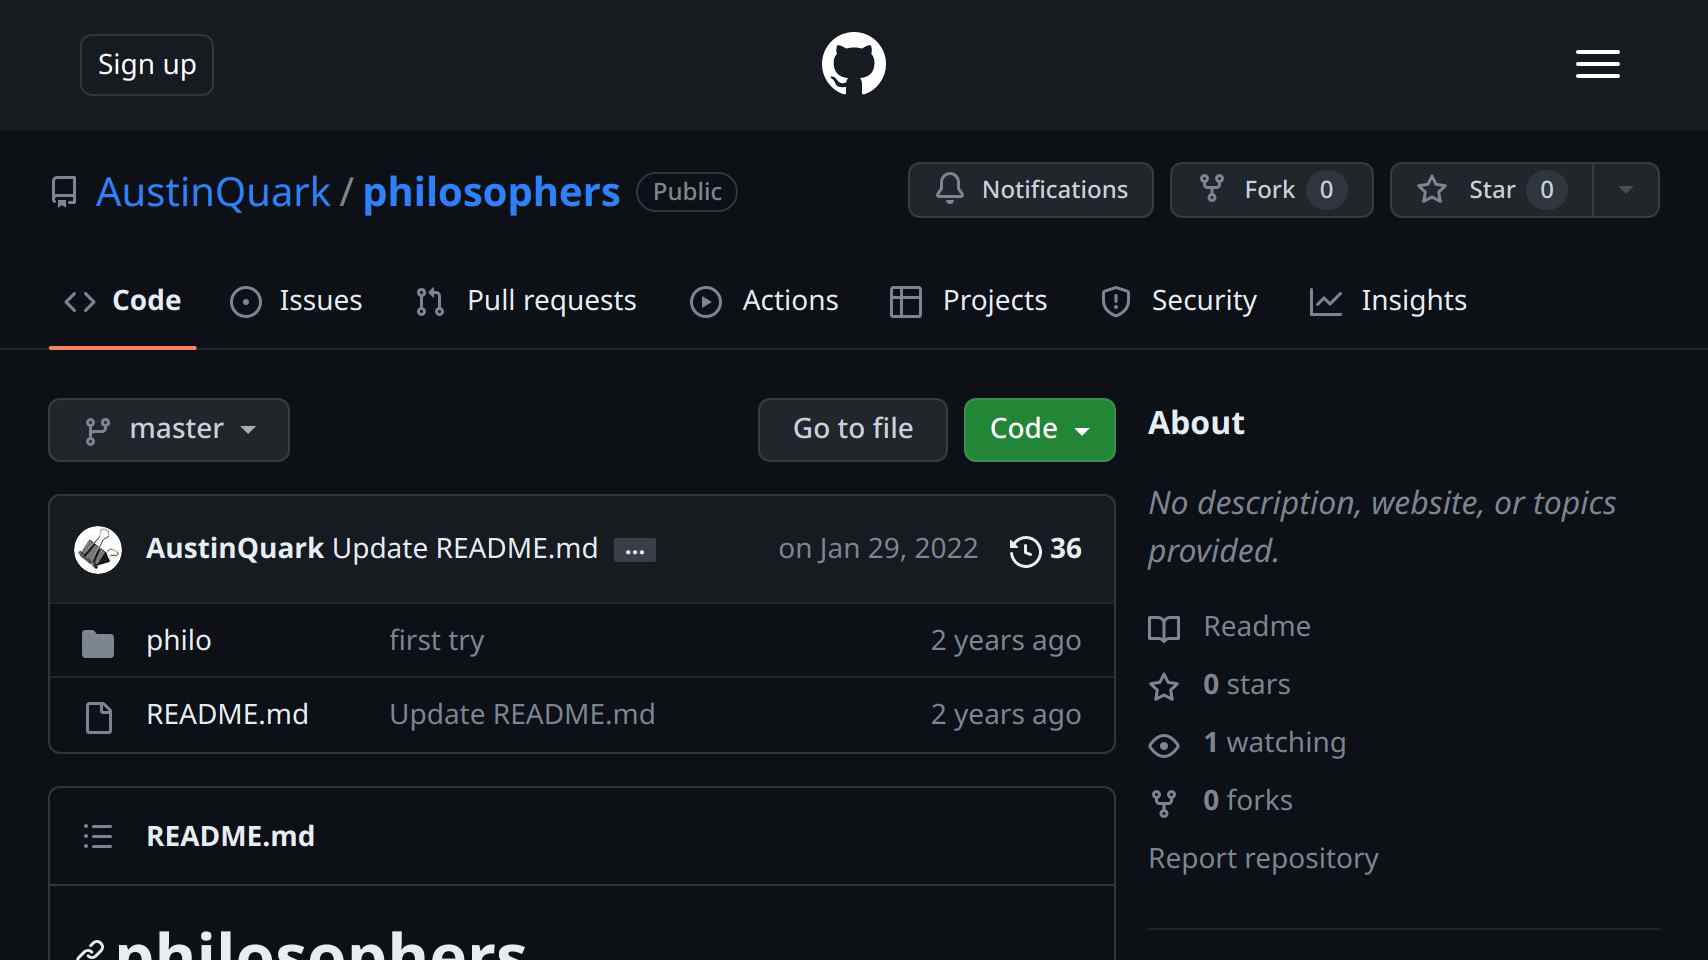 Sign up
AustinQuark / philosophers Public
Notifications Fork 0 Star 0
Code Issues Pull requests Actions Projects Security Insights
master Go to file Code
AustinQuark Update README.md ... on Jan 29, 2022 36
philo first try 2 years ago
README.md Update README.md 2 years ago
README.md
philosophers
About
No description, website, or topics
provided.
Readme
0 stars
1 watching
0 forks
Report repository